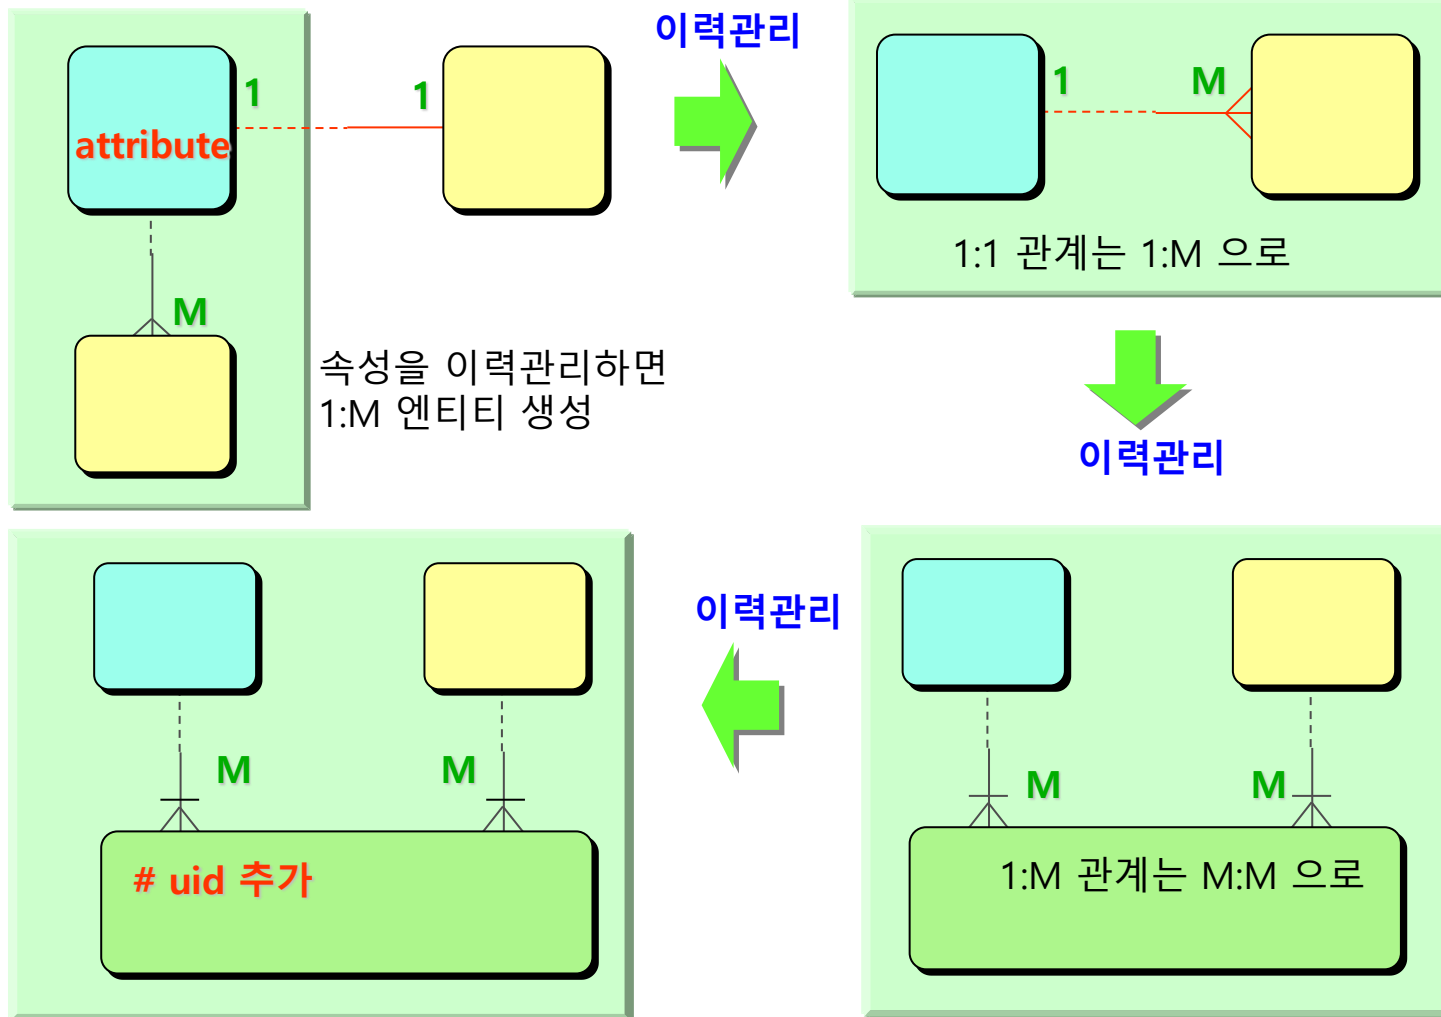 이력관리
1
1
attribute
M
속성을 이력관리하면
1:M 엔티티 생성
1
M
1:1 관계는 1:M 으로
이력관리
M
M
1:M 관계는 M:M 으로
이력관리
M
M
# uid 추가